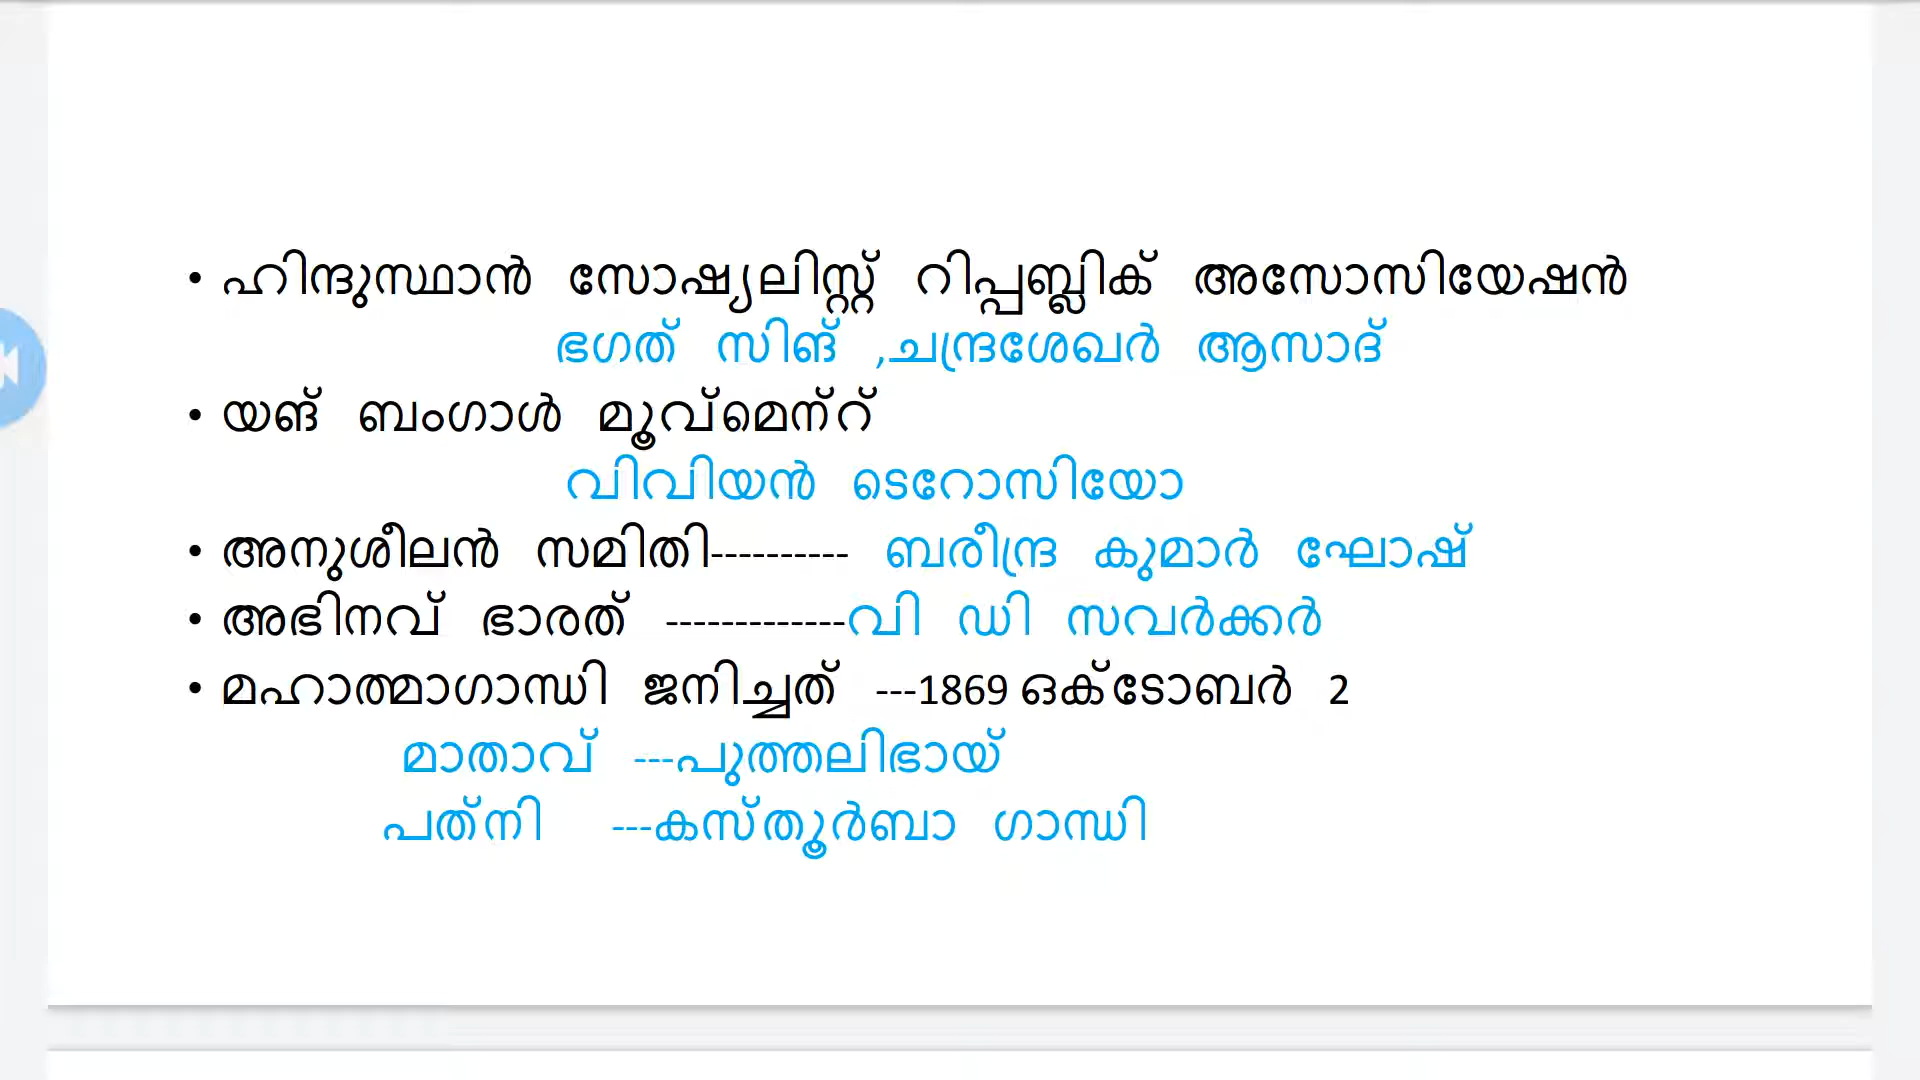 • ഹിന്ദുസ്ഥാൻ സോഷ്യലിസ്റ്റ് റിപ്പബ്ലിക് അസോസിയേഷൻ
ഭഗത് സിങ് ,ചന്ദ്രശേഖർ ആസാദ്
• യങ് ബംഗാൾ മൂവ്മെന്റ്
വിവിയൻ ടെറോസിയോ
• അനുശീലൻ സമിതി---------- ബരീന്ദ്ര കുമാർ ഘോഷ്
• അഭിനവ് ഭാരത് -------------വി ഡി സവർക്കർ
• മഹാത്മാഗാന്ധി ജനിച്ചത് ---1869 ഒക്ടോബർ 2
മാതാവ് ---പുത്തലിഭായ്
പത്നി ---കസ്തൂർബാ ഗാന്ധി